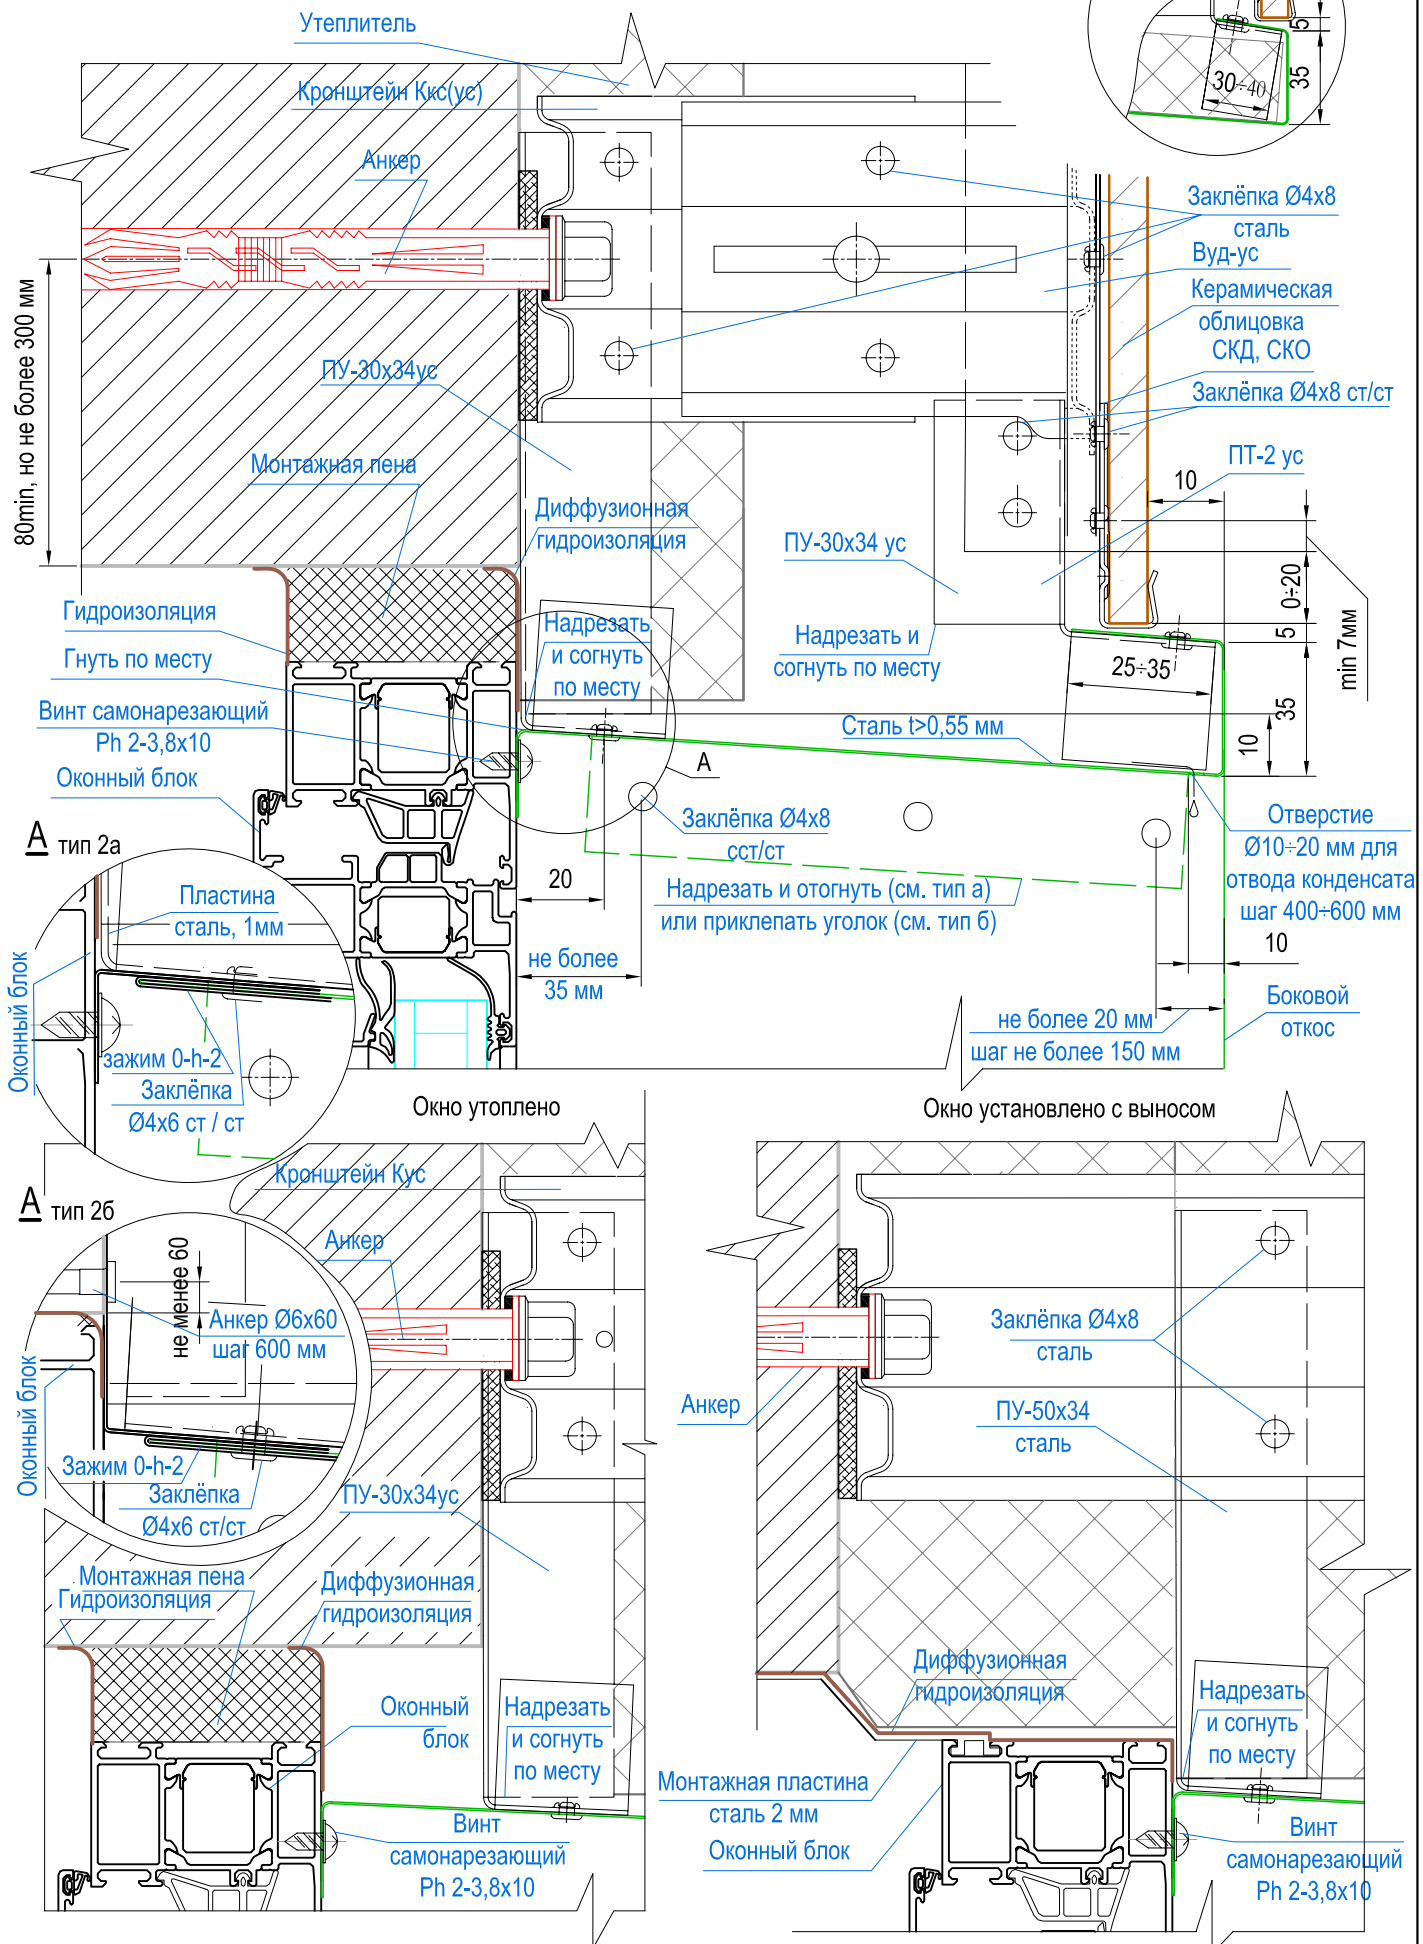 Утеплитель
Кронштейн Ккс(ус)
Анкер
80min, но не более 300 мм
ПУ-30х34ус
Монтажная пена
Диффузионная
гидроизоляция
Гидроизоляция
Гнуть по месту
Винт самонарезающий
Ph 2-3,8х10
Оконный блок
Надрезать
и согнуть
по месту
5
35
30÷40
Заклёпка Ø4х8
сталь
Вуд-ус
Керамическая
облицовка
СКД, СКО
Заклёпка Ø4х8 ст/ст
ПТ-2 ус
10
ПУ-30х34 ус
Надрезать и
согнуть по месту
0÷20
5
min 7мм
25÷35
35
10
Сталь t>0,55 мм
А
Заклёпка Ø4х8
сст/ст
20
Надрезать и отогнуть (см. тип а)
или приклепать уголок (см. тип б)
не более
35 мм
Отверстие
Ø10÷20 мм для
отвода конденсата
шаг 400÷600 мм
10
не более 20 мм
шаг не более 150 мм
Боковой
откос
А тип 2а
Пластина
сталь, 1мм
Оконный блок
зажим 0-h-2
Заклёпка
Ø4х6 ст / ст
Окно утоплено
Окно установлено с выносом
А тип 2б
Кронштейн Кус
Анкер
не менее 60
Анкер Ø6х60
шаг 600 мм
Оконный блок
Зажим 0-h-2
Заклёпка
Ø4х6 ст/ст
ПУ-30х34ус
Монтажная пена
Гидроизоляция
Диффузионная
гидроизоляция
Оконный
блок
Надрезать
и согнуть
по месту
Винт
самонарезающий
Ph 2-3,8х10
Заклёпка Ø4х8
сталь
Анкер
ПУ-50х34
сталь
Диффузионная
гидроизоляция
Надрезать
и согнуть
по месту
Монтажная пластина
сталь 2 мм
Оконный блок
Винт
самонарезающий
Ph 2-3,8х10